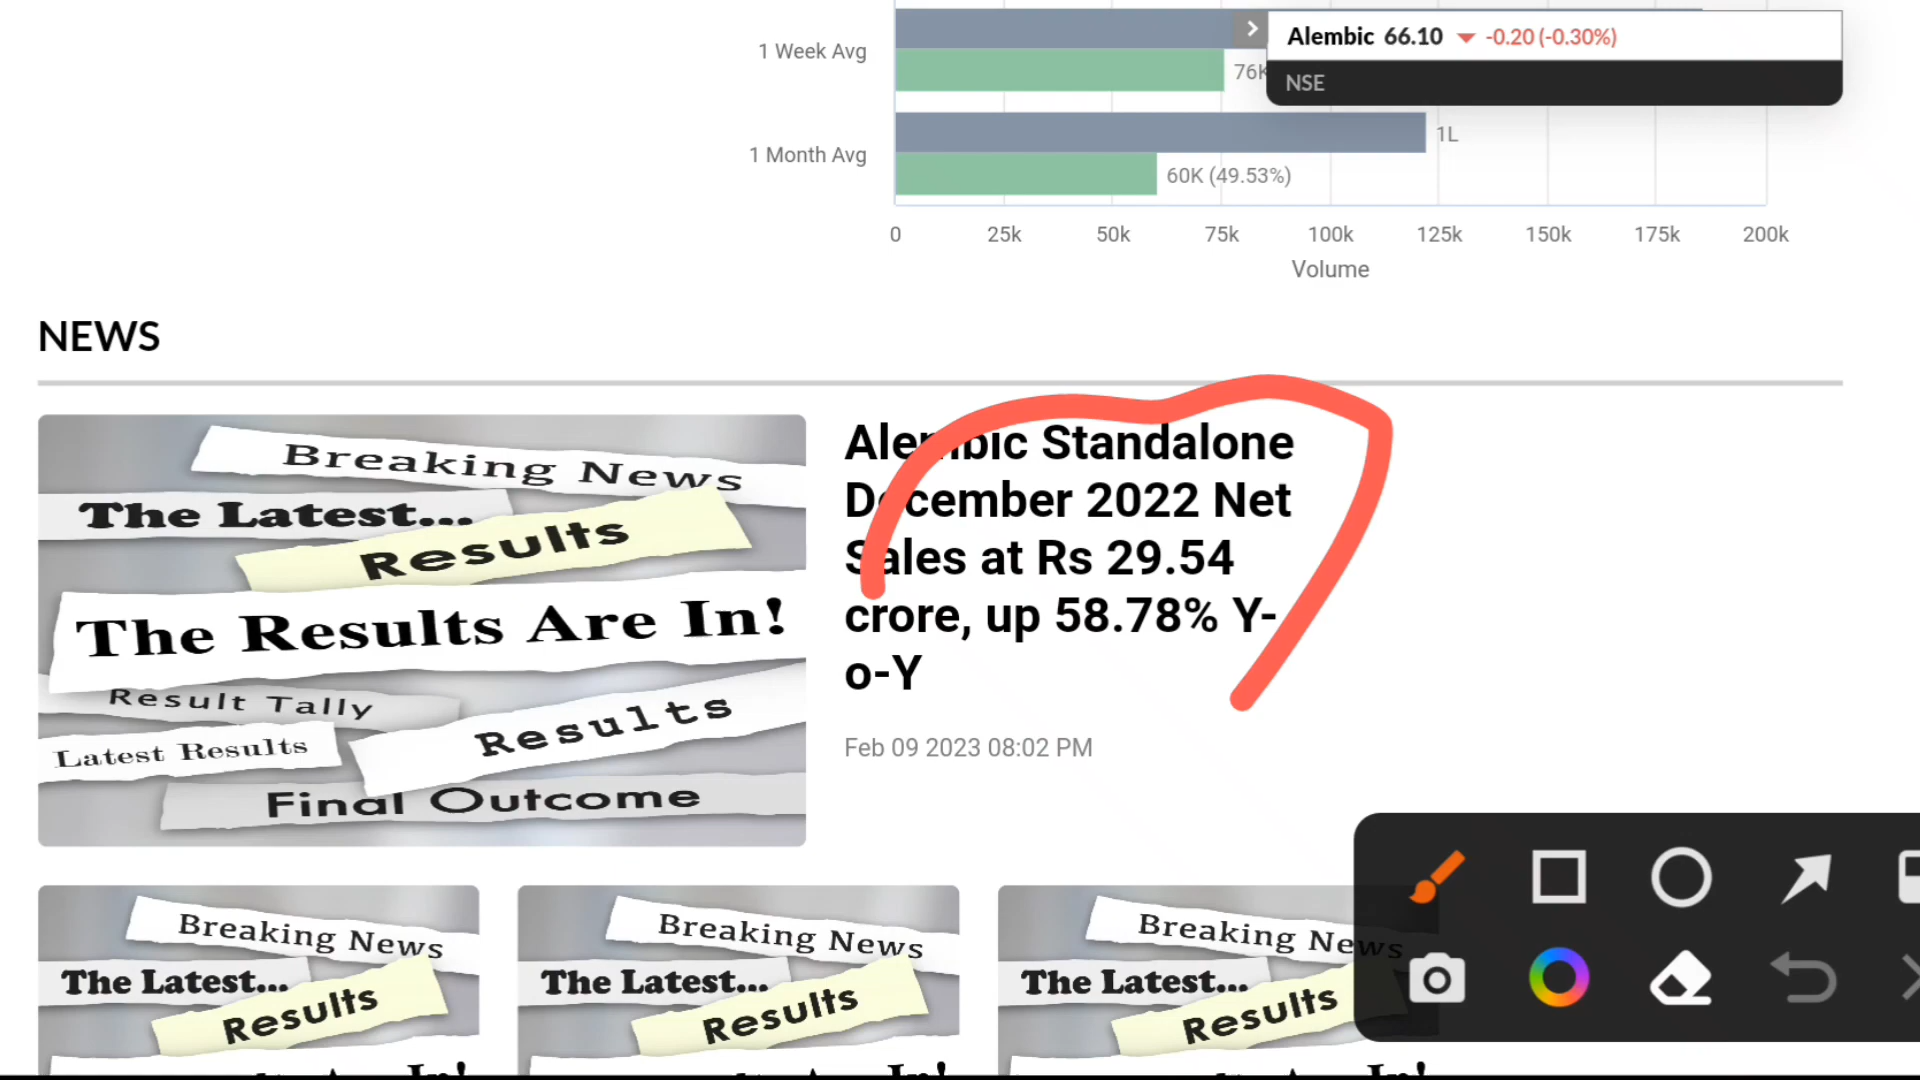 1 Week Avg
76K
Alembic 66.10 -0.20 (-0.30%)
NSE
1 Month Avg
1L
60K (49.53%)
0 25k 50k 75k 100k 125k 150k 175k 200k
Volume
NEWS
Breaking News
The Latest...
Results
The Results Are In!
Result Tally
Results
Latest Results
Final Outcome
Alembic Standalone
December 2022 Net
Sales at Rs 29.54
crore, up 58.78% Y-
o-Y
Feb 09 2023 08:02 PM
Breaking News
The Latest...
Results
In!
Breaking News
The Latest...
Results
In!
Breaking News
The Latest...
Results
In!